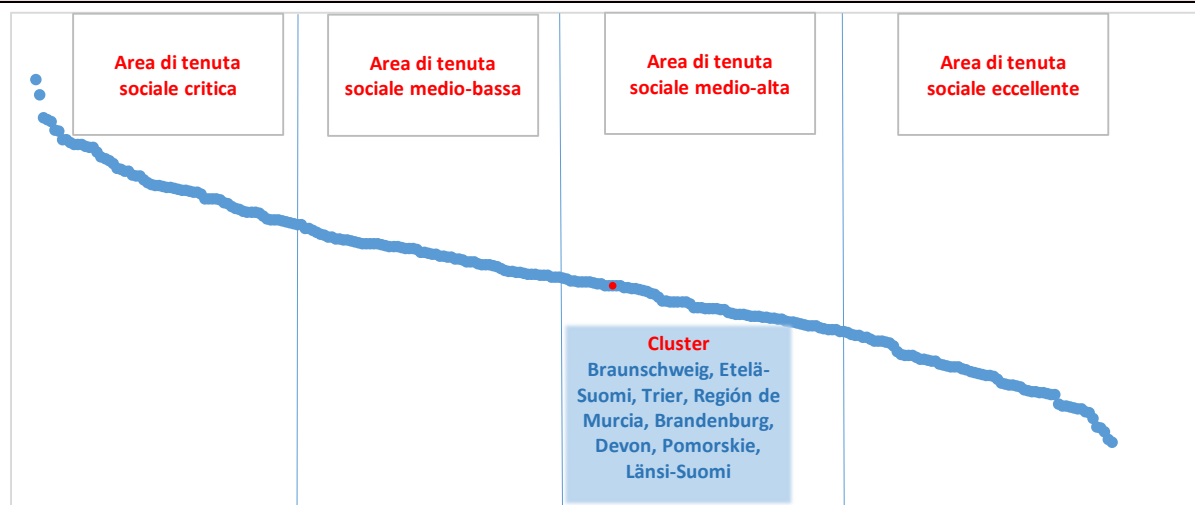 Area di tenuta
sociale critica
Area di tenuta
sociale medio-bassa
Area di tenuta
sociale medio-alta
Area di tenuta
sociale eccellente
Cluster
Braunschweig, Etelä-
Suomi, Trier, Región de
Murcia, Brandenburg,
Devon, Pomorskie,
Länsi-Suomi